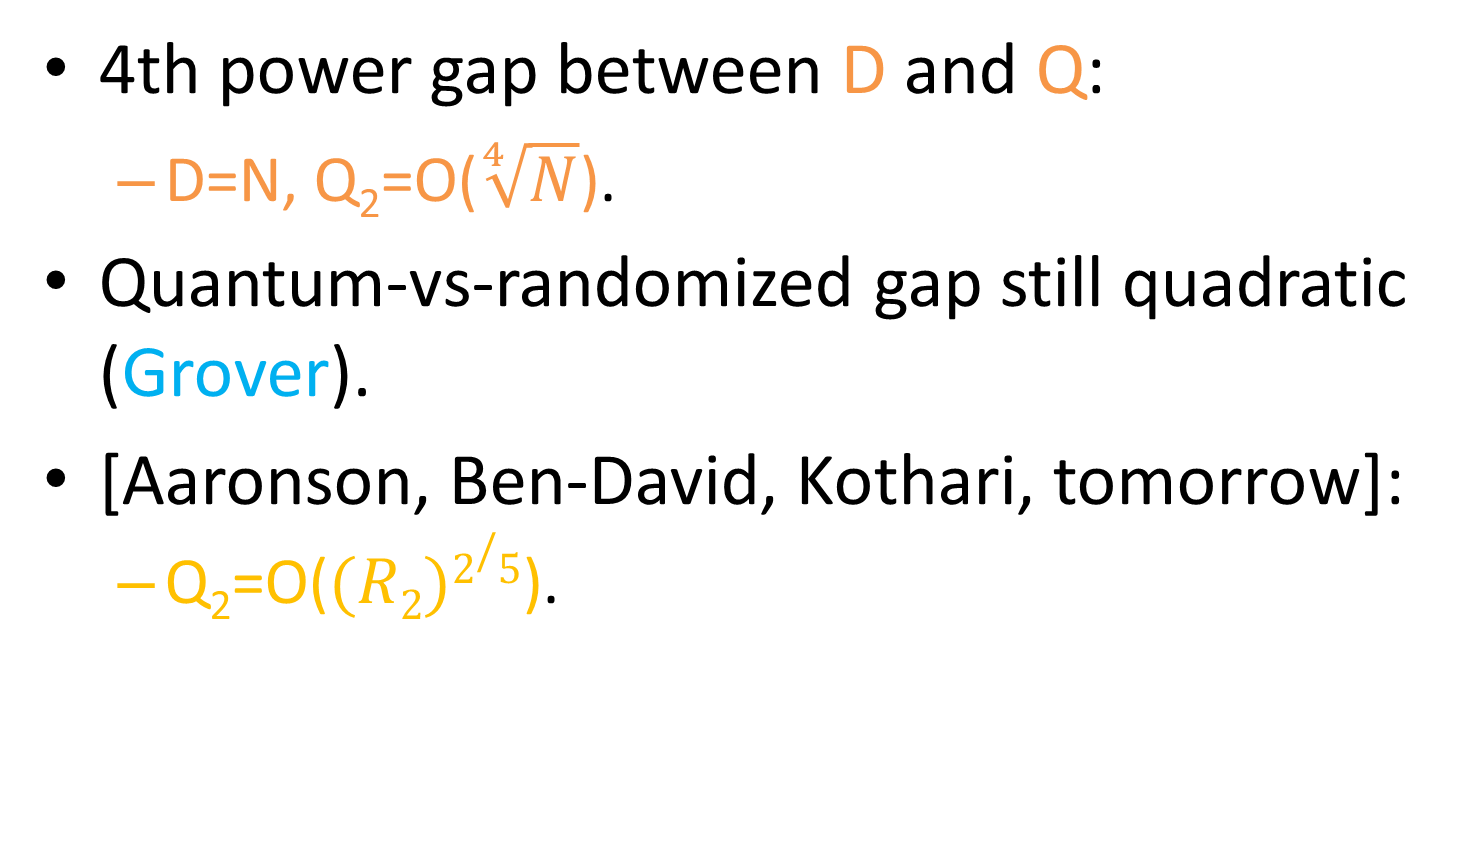 • 4th power gap between D and Q:
– D=N, Q₂=O(∜N).
• Quantum-vs-randomized gap still quadratic
(Grover).
• [Aaronson, Ben-David, Kothari, tomorrow]:
– Q₂=O((R₂)^{2/5}).